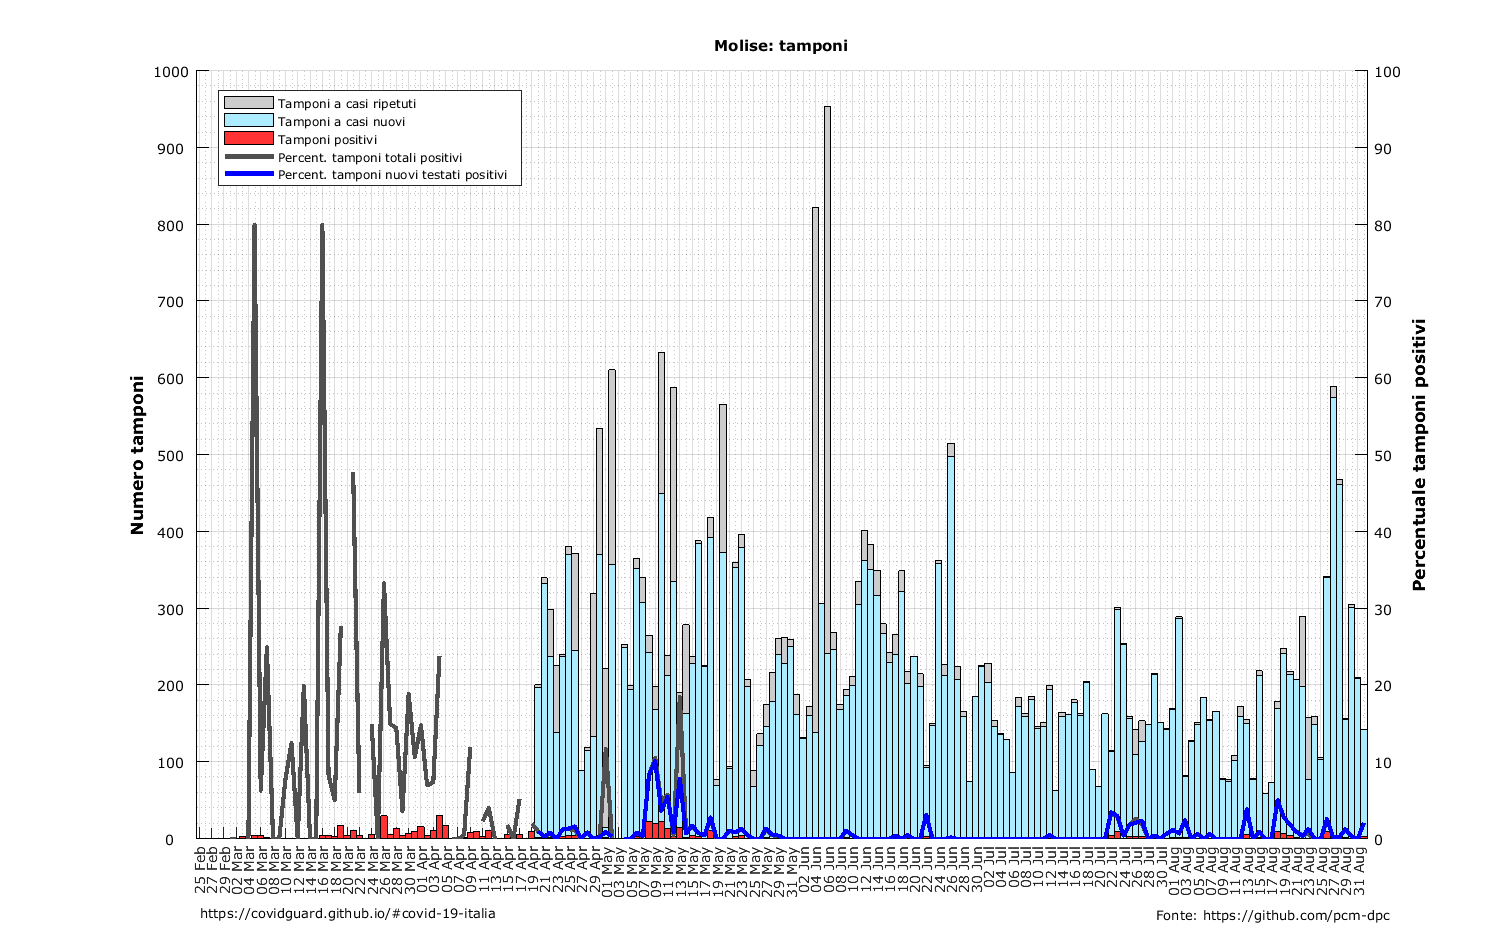 Molise: tamponi
Tamponi a casi ripetuti
Tamponi a casi nuovi
Tamponi positivi
Percent. tamponi totali positivi
Percent. tamponi nuovi testati positivi
Numero tamponi
1000
900
800
700
600
500
400
300
200
100
0
100
90
80
70
60
50
40
30
20
10
0
Percentuale tamponi positivi
25 Feb
27 Feb
29 Feb
02 Mar
04 Mar
06 Mar
08 Mar
10 Mar
12 Mar
14 Mar
16 Mar
18 Mar
20 Mar
22 Mar
24 Mar
26 Mar
28 Mar
30 Mar
01 Apr
03 Apr
05 Apr
07 Apr
09 Apr
11 Apr
13 Apr
15 Apr
17 Apr
19 Apr
21 Apr
23 Apr
25 Apr
27 Apr
29 Apr
01 May
03 May
05 May
07 May
09 May
11 May
13 May
15 May
17 May
19 May
21 May
23 May
25 May
27 May
29 May
31 May
02 Jun
04 Jun
06 Jun
08 Jun
10 Jun
12 Jun
14 Jun
16 Jun
18 Jun
20 Jun
22 Jun
24 Jun
26 Jun
28 Jun
30 Jun
02 Jul
04 Jul
06 Jul
08 Jul
10 Jul
12 Jul
14 Jul
16 Jul
18 Jul
20 Jul
22 Jul
24 Jul
26 Jul
28 Jul
30 Jul
01 Aug
03 Aug
05 Aug
07 Aug
09 Aug
11 Aug
13 Aug
15 Aug
17 Aug
19 Aug
21 Aug
23 Aug
25 Aug
27 Aug
29 Aug
31 Aug
https://covidguard.github.io/#covid-19-italia
Fonte: https://github.com/pcm-dpc